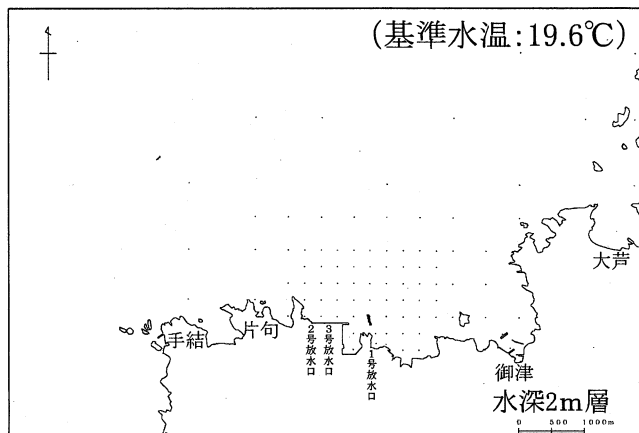 (基準水温:19.6℃)
大芦
手結
片句
2号放水口
3号放水口
1号放水口
御津
水深2m層
0 500 1000m